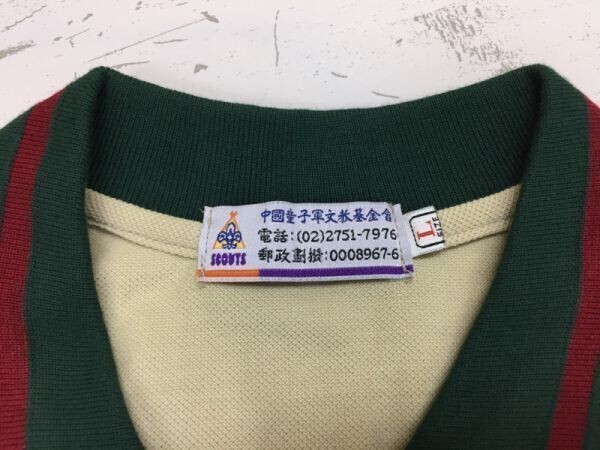 中國童子軍文教基金會
電話:(02)2751-7976
郵政劃撥:0008967-6
SCOUTS
L
SIZE